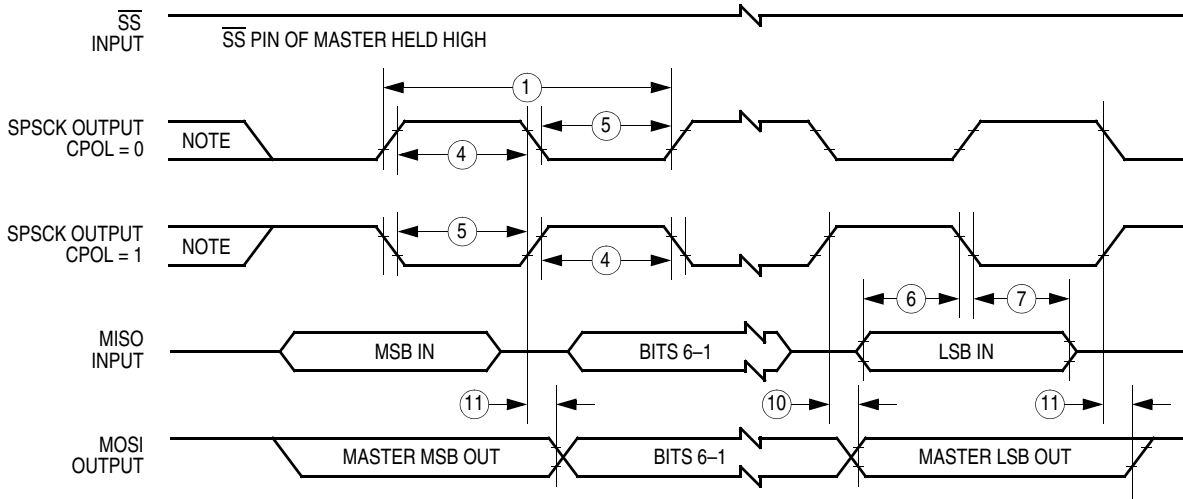 SS
INPUT
SS PIN OF MASTER HELD HIGH
1
SPSCK OUTPUT
CPOL = 0
NOTE
5
4
SPSCK OUTPUT
CPOL = 1
NOTE
5
4
6
7
MISO
INPUT
MSB IN
BITS 6–1
LSB IN
11
10
11
MOSI
OUTPUT
MASTER MSB OUT
BITS 6–1
MASTER LSB OUT